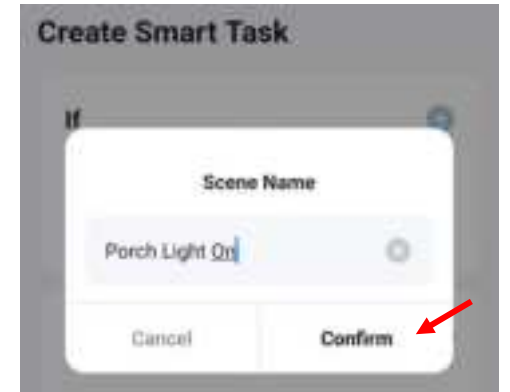 Create Smart Task
If
Scene Name
Porch Light On
Cancel
Confirm